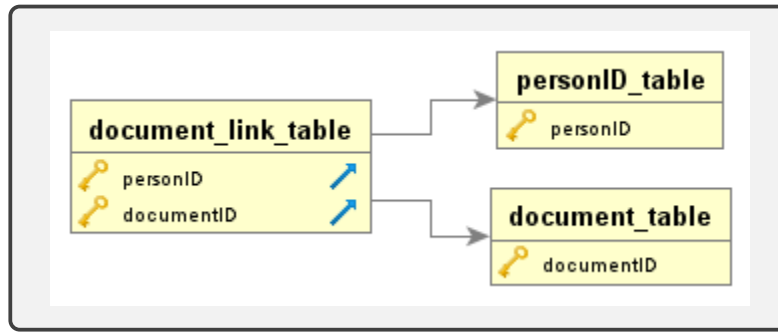 document_link_table
personID
documentID
personID_table
personID
document_table
documentID